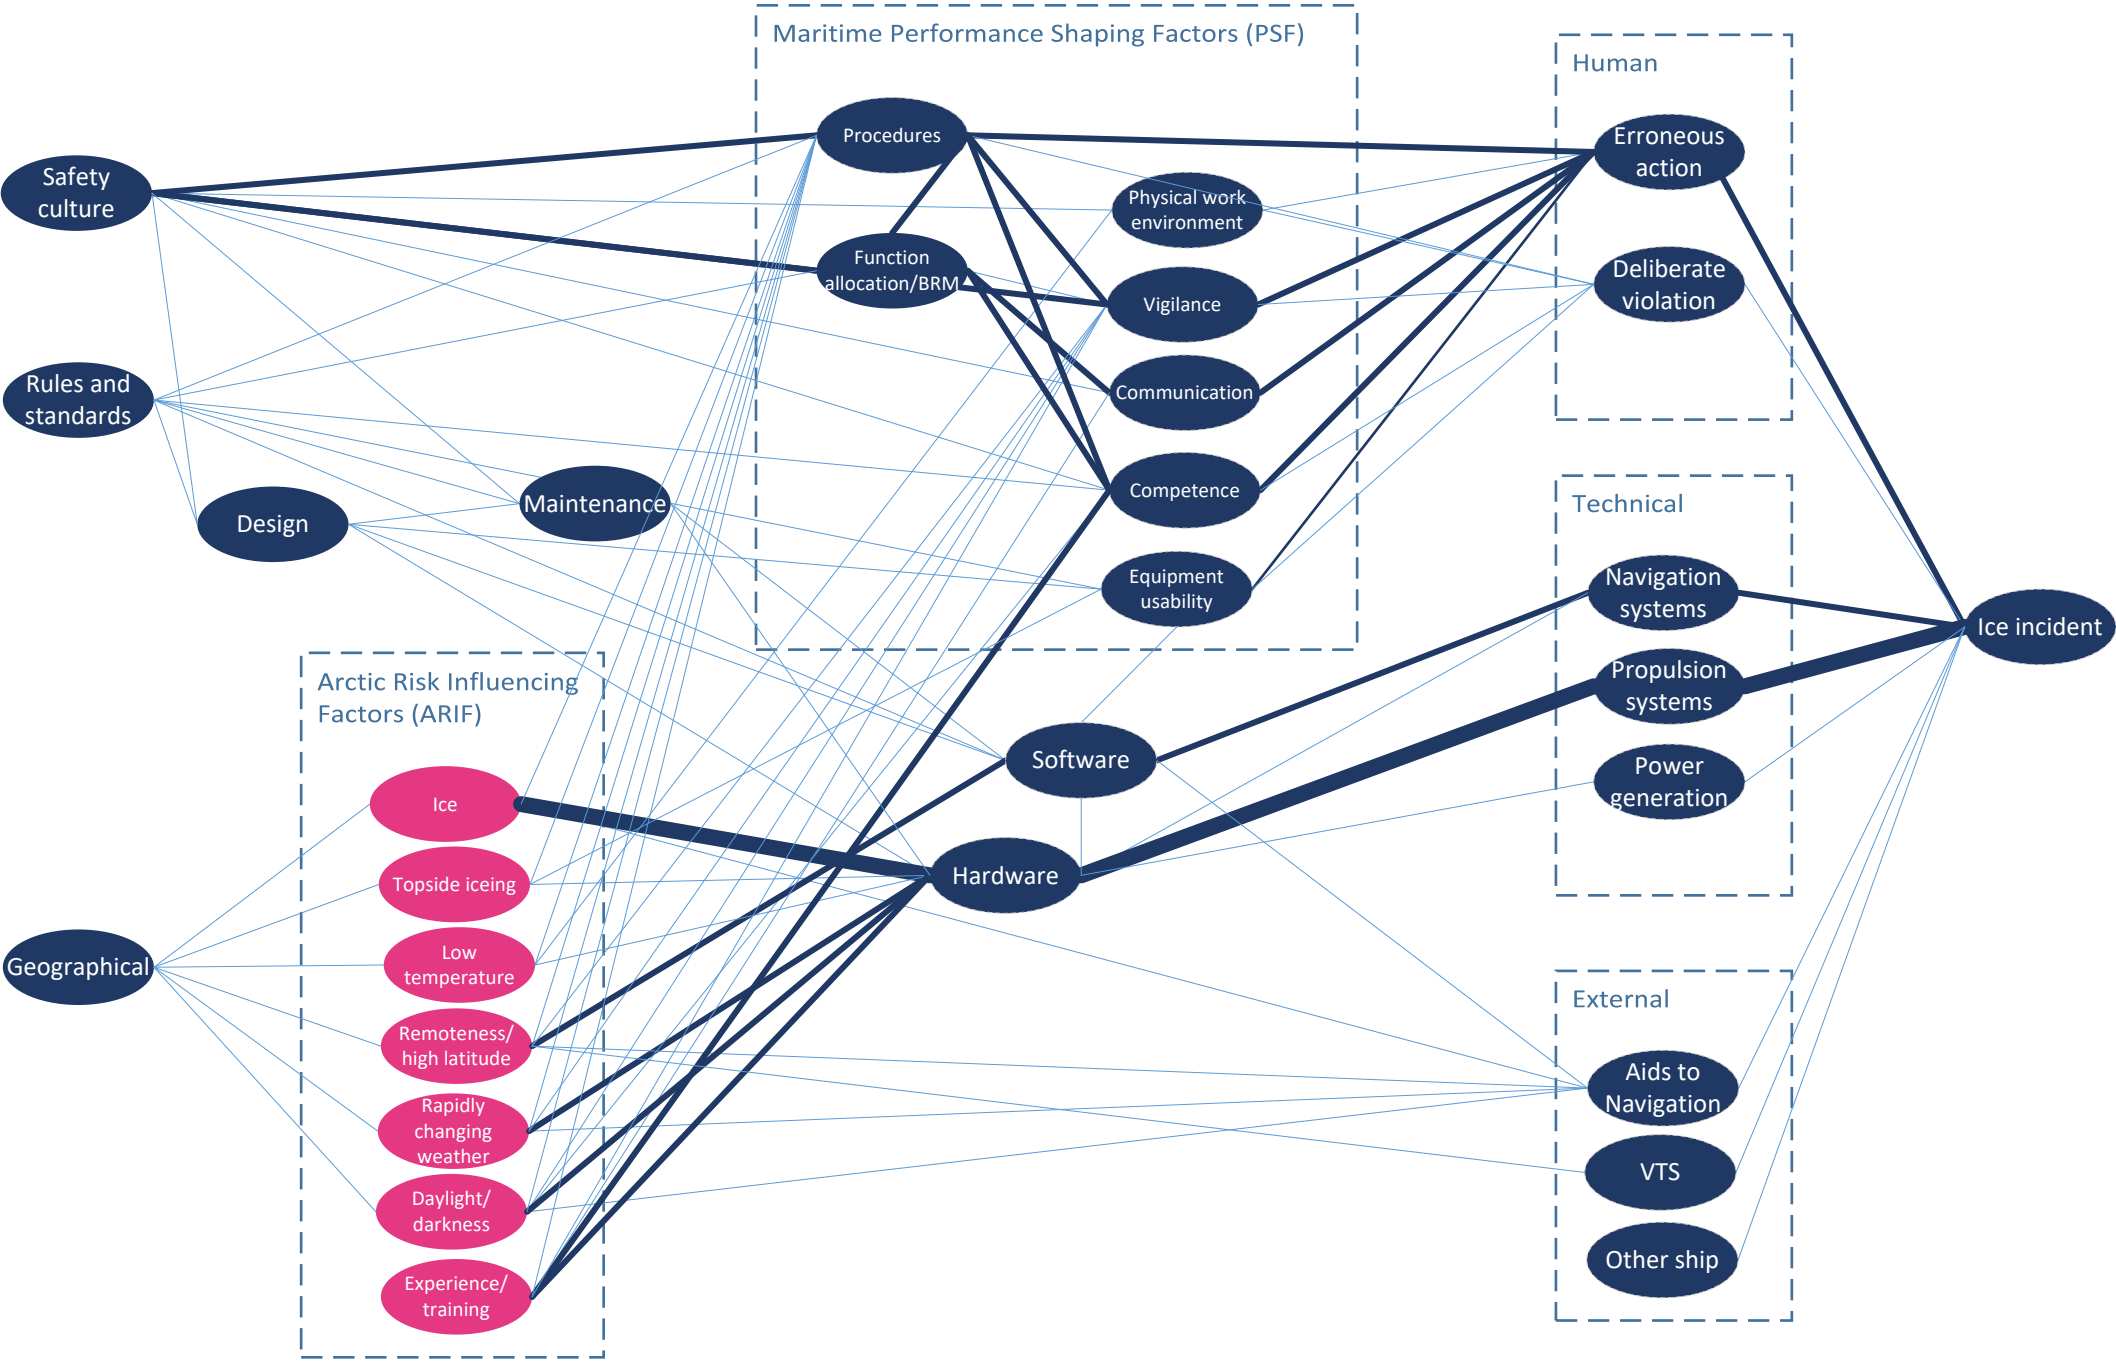 Maritime Performance Shaping Factors (PSF)
Human
Procedures
Erroneous
action
Safety
culture
Physical work
environment
Function
allocation/BRM
Deliberate
violation
Vigilance
Rules and
standards
Communication
Design
Maintenance
Competence
Technical
Equipment
usability
Navigation
systems
Ice incident
Arctic Risk Influencing
Factors (ARIF)
Propulsion
systems
Software
Power
generation
Ice
Hardware
Topside iceing
Geographical
Low
temperature
External
Remoteness/
high latitude
Aids to
Navigation
Rapidly
changing
weather
VTS
Daylight/
darkness
Other ship
Experience/
training